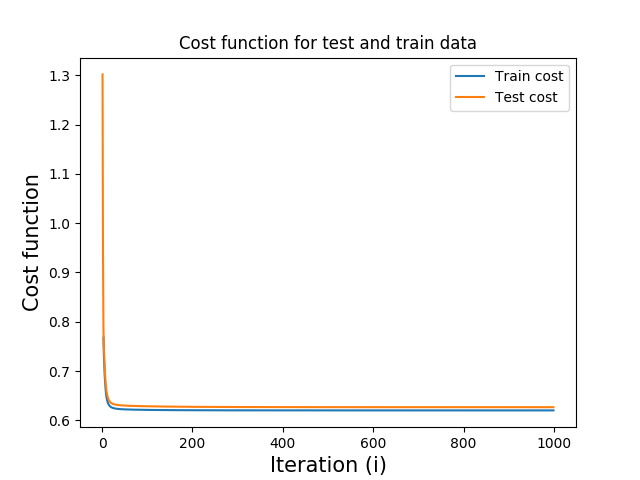 Cost function for test and train data
Train cost
Test cost
1.3
1.2
1.1
1.0
0.9
0.8
0.7
0.6
Cost function
0
200
400
600
800
1000
Iteration (i)